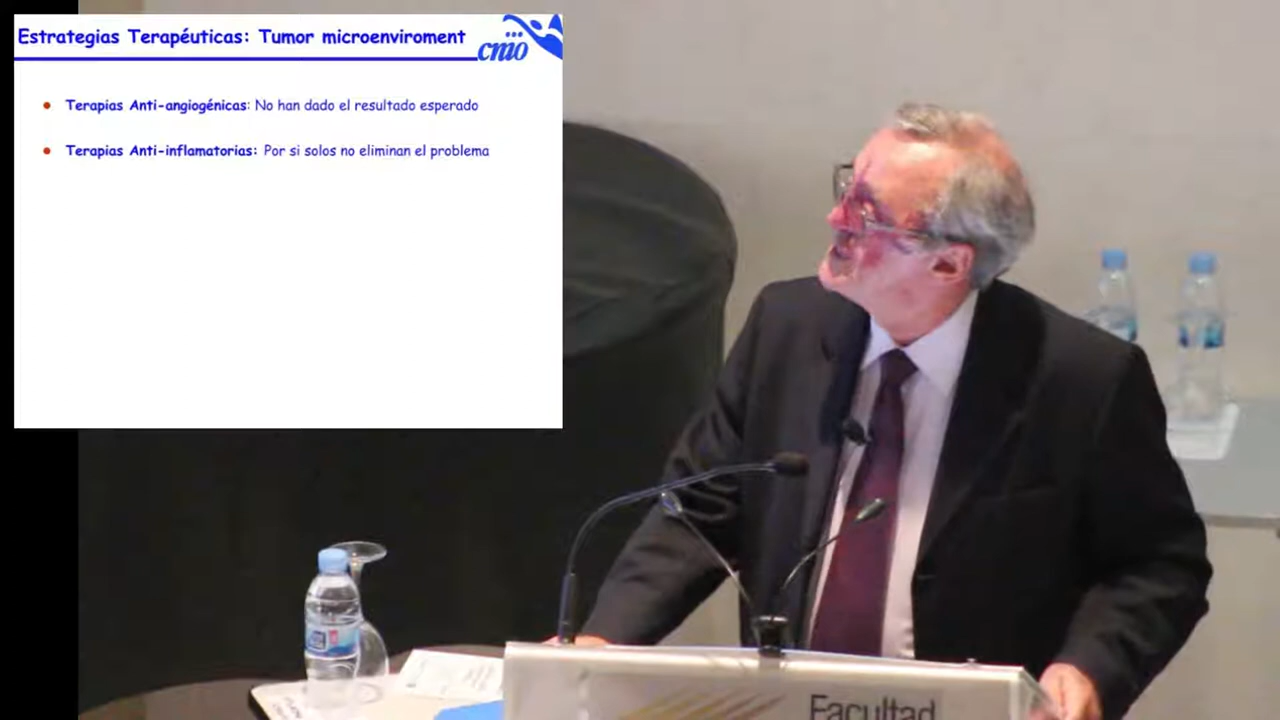 Estrategias Terapéuticas: Tumor microenviroment
cnio
Terapias Anti-angiogénicas: No han dado el resultado esperado
Terapias Anti-inflamatorias: Por si solos no eliminan el problema
Facultad